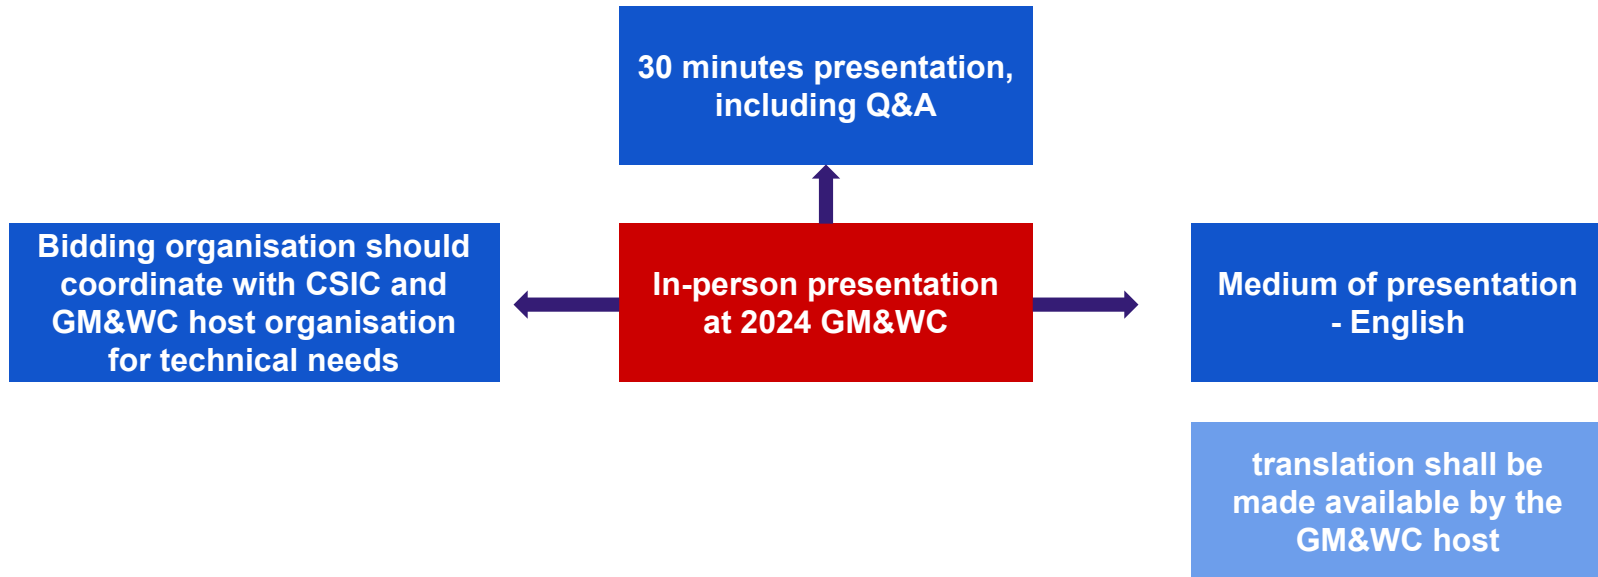 30 minutes presentation,
including Q&A
Bidding organisation should
coordinate with CSIC and
GM&WC host organisation
for technical needs
In-person presentation
at 2024 GM&WC
Medium of presentation
- English
translation shall be
made available by the
GM&WC host